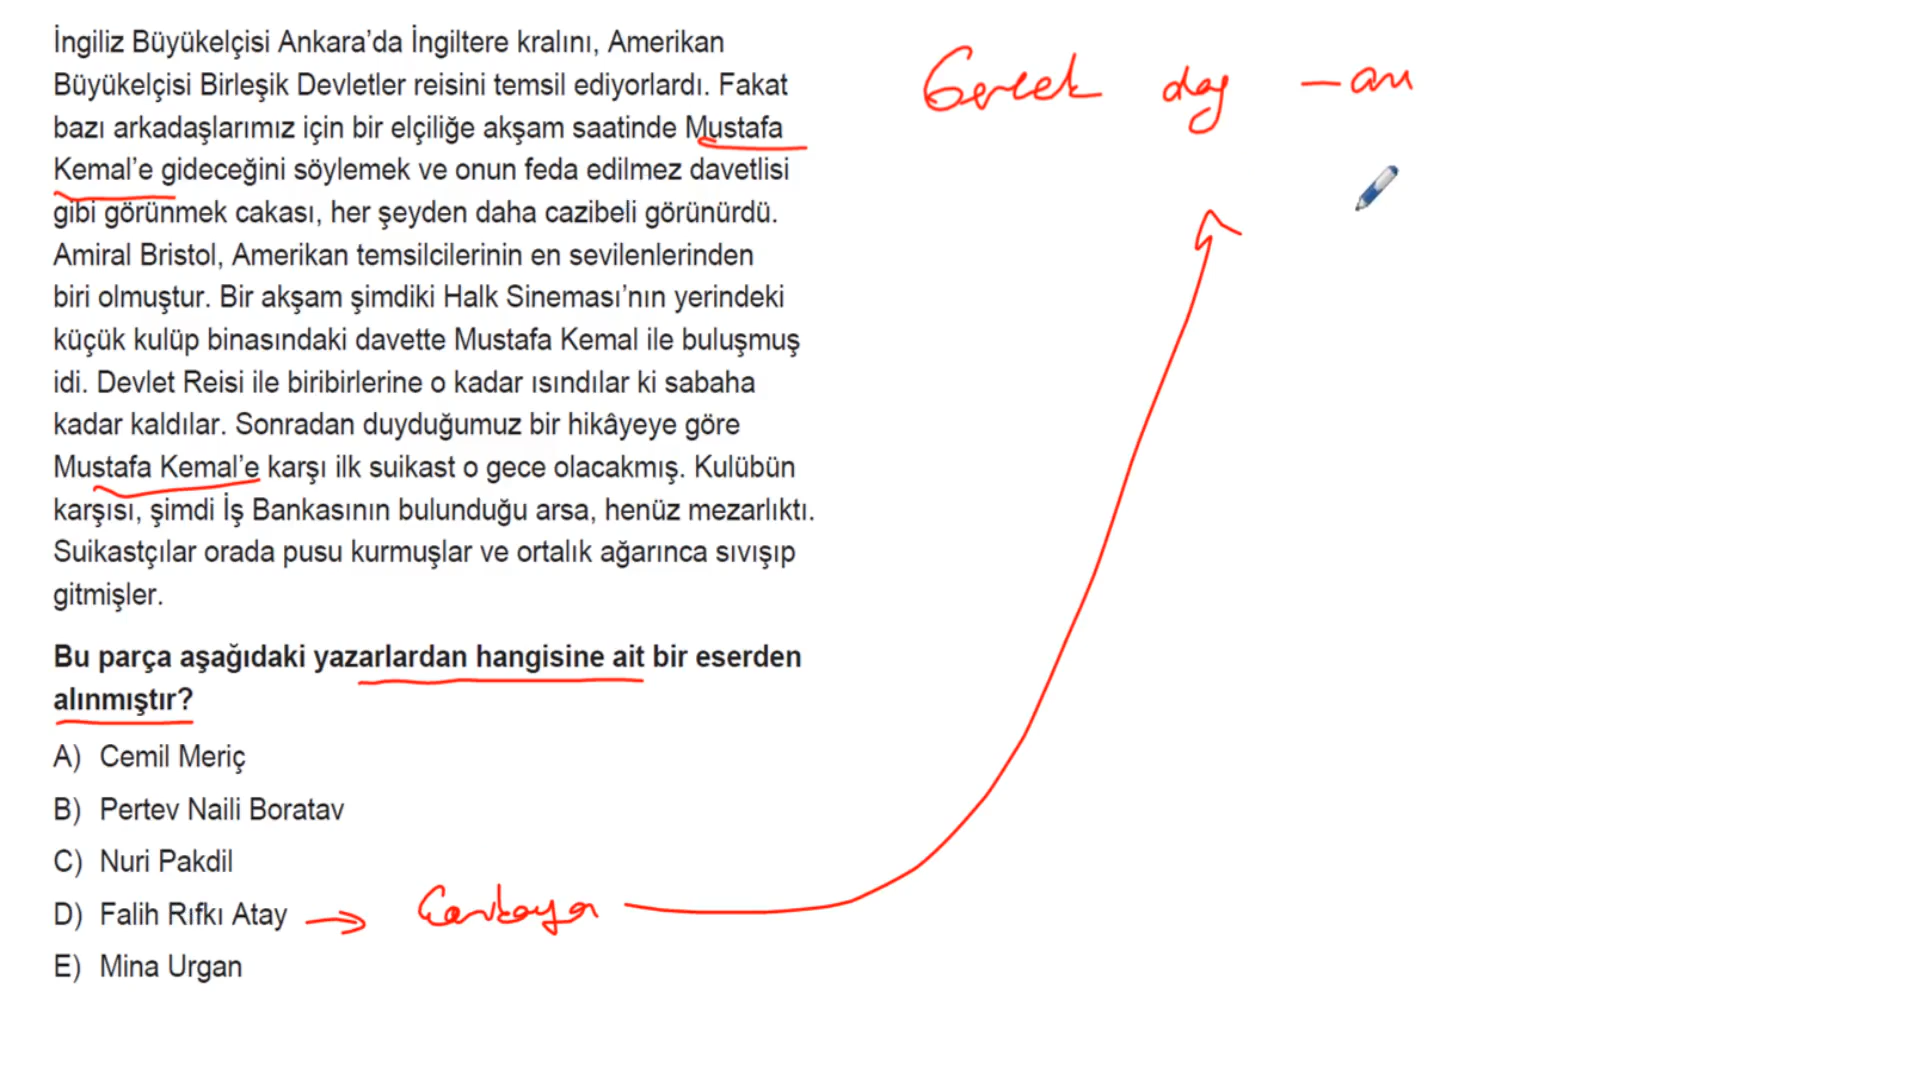 İngiliz Büyükelçisi Ankara’da İngiltere kralını, Amerikan
Büyükelçisi Birleşik Devletler reisini temsil ediyorlardı. Fakat
bazı arkadaşlarımız için bir elçiliğe akşam saatinde Mustafa
Kemal’e gideceğini söylemek ve onun feda edilmez davetlisi
gibi görünmek cakası, her şeyden daha cazibeli görünürdü.
Amiral Bristol, Amerikan temsilcilerinin en sevilenlerinden
biri olmuştur. Bir akşam şimdiki Halk Sineması’nın yerindeki
küçük kulüp binasındaki davette Mustafa Kemal ile buluşmuş
idi. Devlet Reisi ile biribirlerine o kadar ısındılar ki sabaha
kadar kaldılar. Sonradan duyduğumuz bir hikâyeye göre
Mustafa Kemal’e karşı ilk suikast o gece olacakmış. Kulübün
karşısı, şimdi İş Bankasının bulunduğu arsa, henüz mezarlıktı.
Suikastçılar orada pusu kurmuşlar ve ortalık ağarınca sıvışıp
gitmişler.
Bu parça aşağıdaki yazarlardan hangisine ait bir eserden
alınmıştır?
A) Cemil Meriç
B) Pertev Naili Boratav
C) Nuri Pakdil
D) Falih Rıfkı Atay → Çankaya
E) Mina Urgan
Gerçek